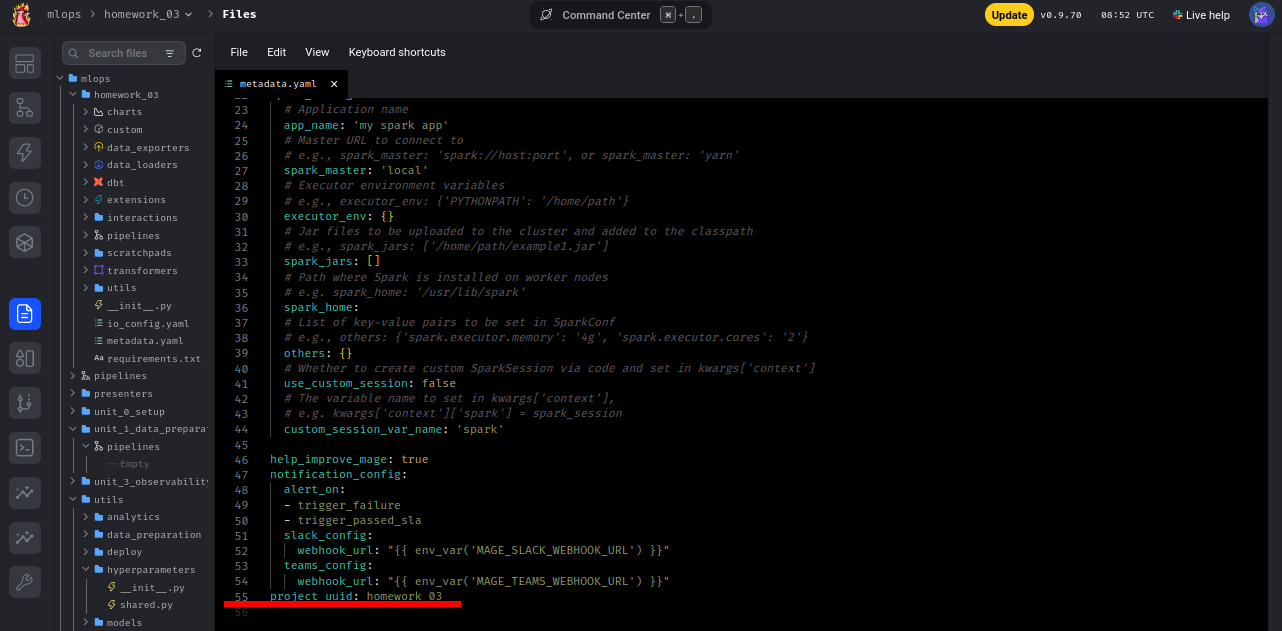 mlops > homework_03 > Files
Command Center ⌘ + .
Update v0.9.70 08:52 UTC Live help
Search files
File Edit View Keyboard shortcuts
metadata.yaml ×
mlops
homework_03
charts
custom
data_exporters
data_loaders
dbt
extensions
interactions
pipelines
scratchpads
transformers
utils
__init__.py
io_config.yaml
metadata.yaml
Aa requirements.txt
pipelines
presenters
unit_0_setup
unit_1_data_prepara
pipelines
··· Empty
unit_3_observability
utils
analytics
data_preparation
deploy
hyperparameters
__init__.py
shared.py
models
23 # Application name
24 app_name: 'my spark app'
25 # Master URL to connect to
26 # e.g., spark_master: 'spark://host:port', or spark_master: 'yarn'
27 spark_master: 'local'
28 # Executor environment variables
29 # e.g., executor_env: {'PYTHONPATH': '/home/path'}
30 executor_env: {}
31 # Jar files to be uploaded to the cluster and added to the classpath
32 # e.g., spark_jars: ['/home/path/example1.jar']
33 spark_jars: []
34 # Path where Spark is installed on worker nodes
35 # e.g. spark_home: '/usr/lib/spark'
36 spark_home:
37 # List of key-value pairs to be set in SparkConf
38 # e.g., others: {'spark.executor.memory': '4g', 'spark.executor.cores': '2'}
39 others: {}
40 # Whether to create custom SparkSession via code and set in kwargs['context']
41 use_custom_session: false
42 # The variable name to set in kwargs['context'],
43 # e.g. kwargs['context']['spark'] = spark_session
44 custom_session_var_name: 'spark'
45
46 help_improve_mage: true
47 notification_config:
48 alert_on:
49 - trigger_failure
50 - trigger_passed_sla
51 slack_config:
52 webhook_url: "{{ env_var('MAGE_SLACK_WEBHOOK_URL') }}"
53 teams_config:
54 webhook_url: "{{ env_var('MAGE_TEAMS_WEBHOOK_URL') }}"
55 project_uuid: homework_03
56